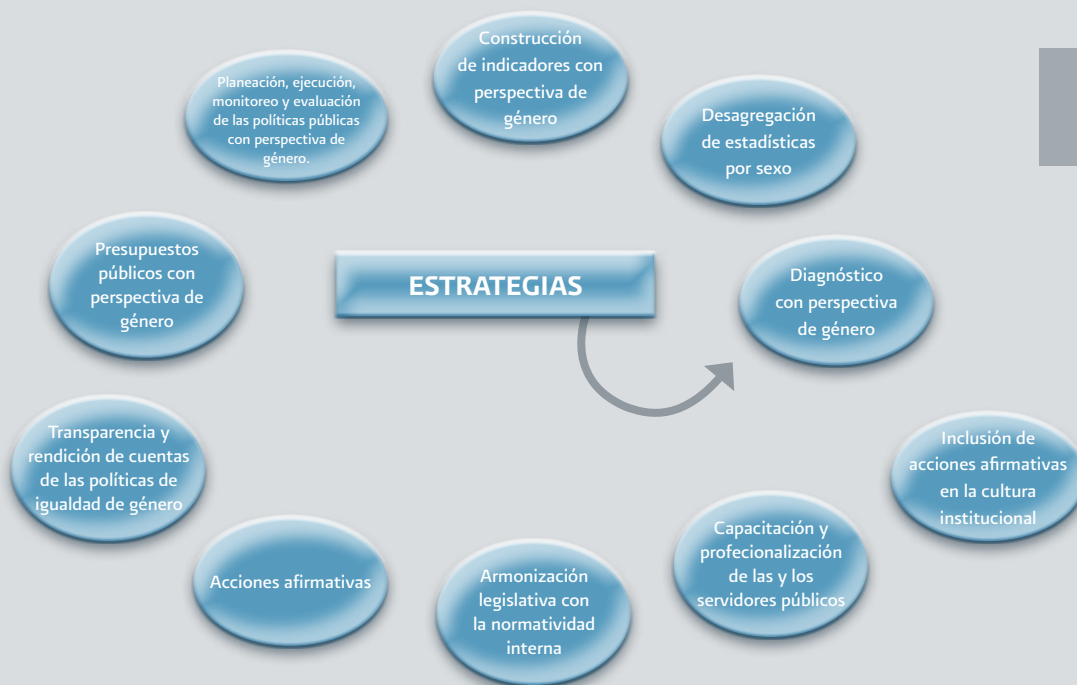 Construcción
de indicadores con
perspectiva de
género
Planeación, ejecución,
monitoreo y evaluación
de las políticas públicas
con perspectiva de
género.
Desagregación
de estadísticas
por sexo
Presupuestos
públicos con
perspectiva de
género
ESTRATEGIAS
Diagnóstico
con perspectiva
de género
Transparencia y
rendición de cuentas
de las políticas de
igualdad de género
Inclusión de
acciones afirmativas
en la cultura
institucional
Acciones afirmativas
Armonización
legislativa con
la normatividad
interna
Capacitación y
profecionalización
de las y los
servidores públicos